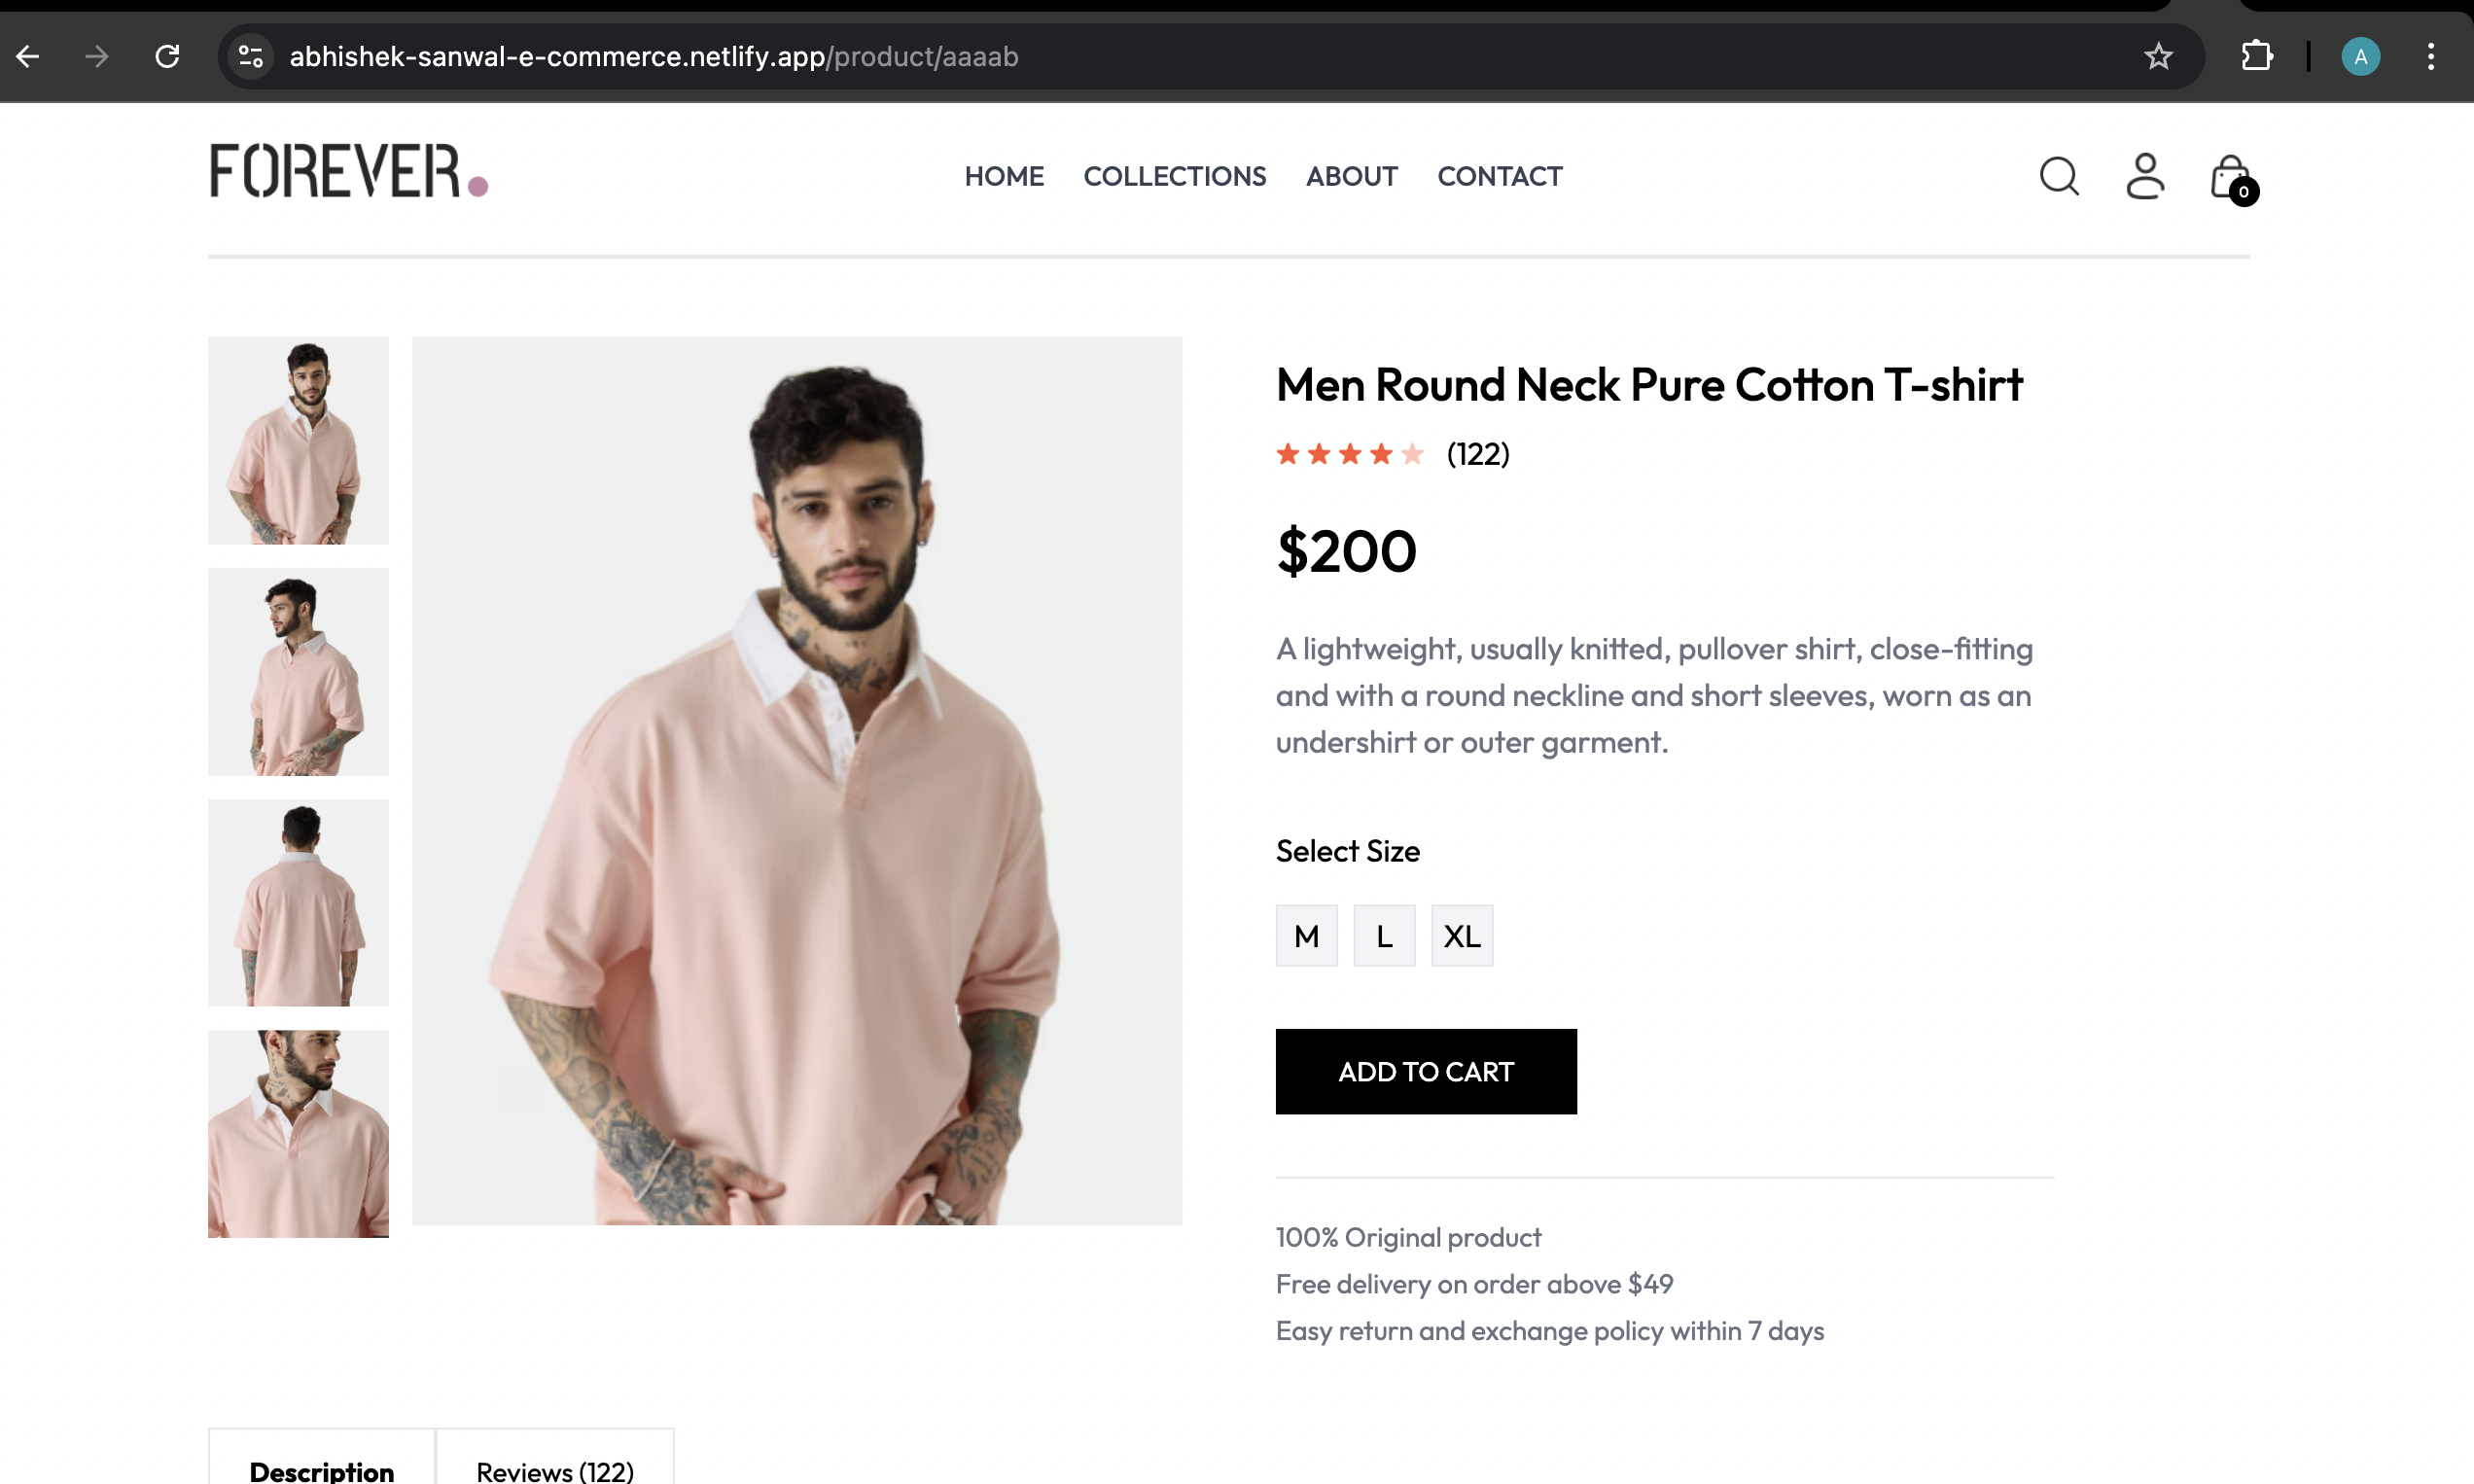 abhishek-sanwal-e-commerce.netlify.app/product/aaaab
A
FOREVER.
HOME COLLECTIONS ABOUT CONTACT
0
Men Round Neck Pure Cotton T-shirt
(122)
$200
A lightweight, usually knitted, pullover shirt, close-fitting
and with a round neckline and short sleeves, worn as an
undershirt or outer garment.
Select Size
M L XL
ADD TO CART
100% Original product
Free delivery on order above $49
Easy return and exchange policy within 7 days
Description Reviews (122)